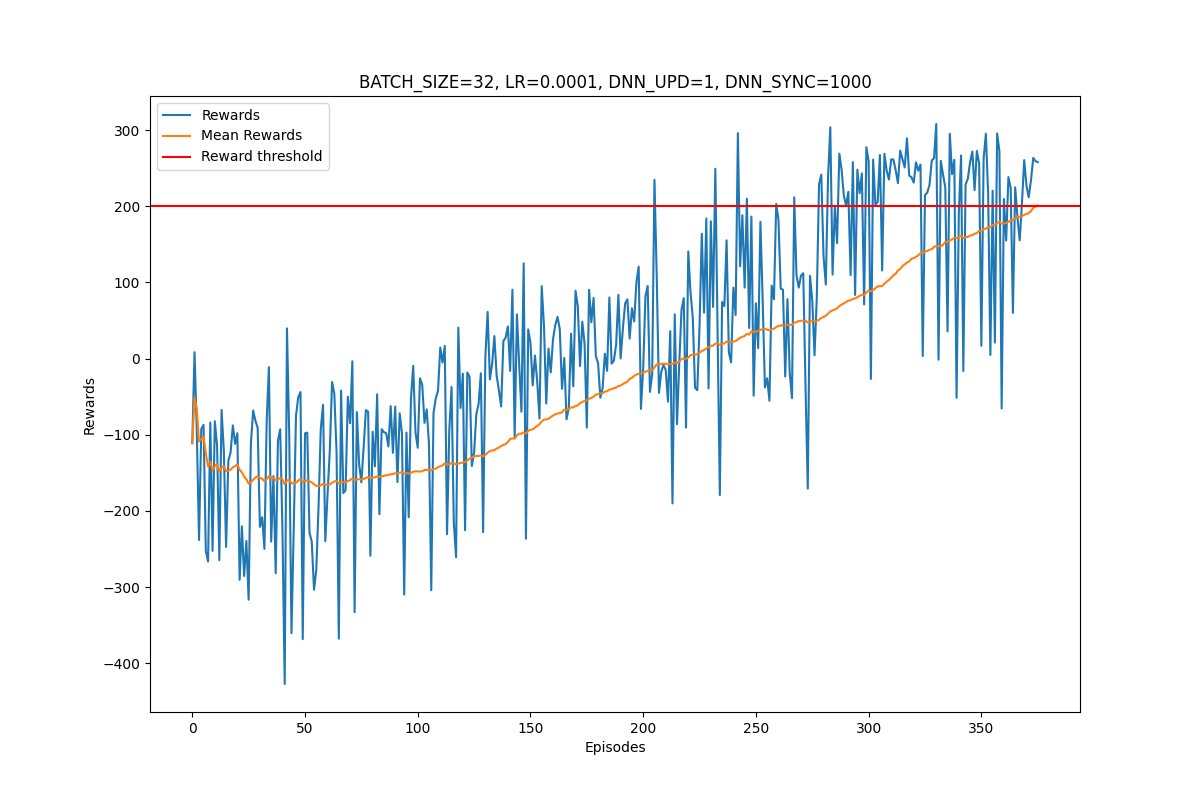 BATCH_SIZE=32, LR=0.0001, DNN_UPD=1, DNN_SYNC=1000
Rewards
Mean Rewards
Reward threshold
300
200
100
0
−100
−200
−300
−400
Rewards
0 50 100 150 200 250 300 350
Episodes